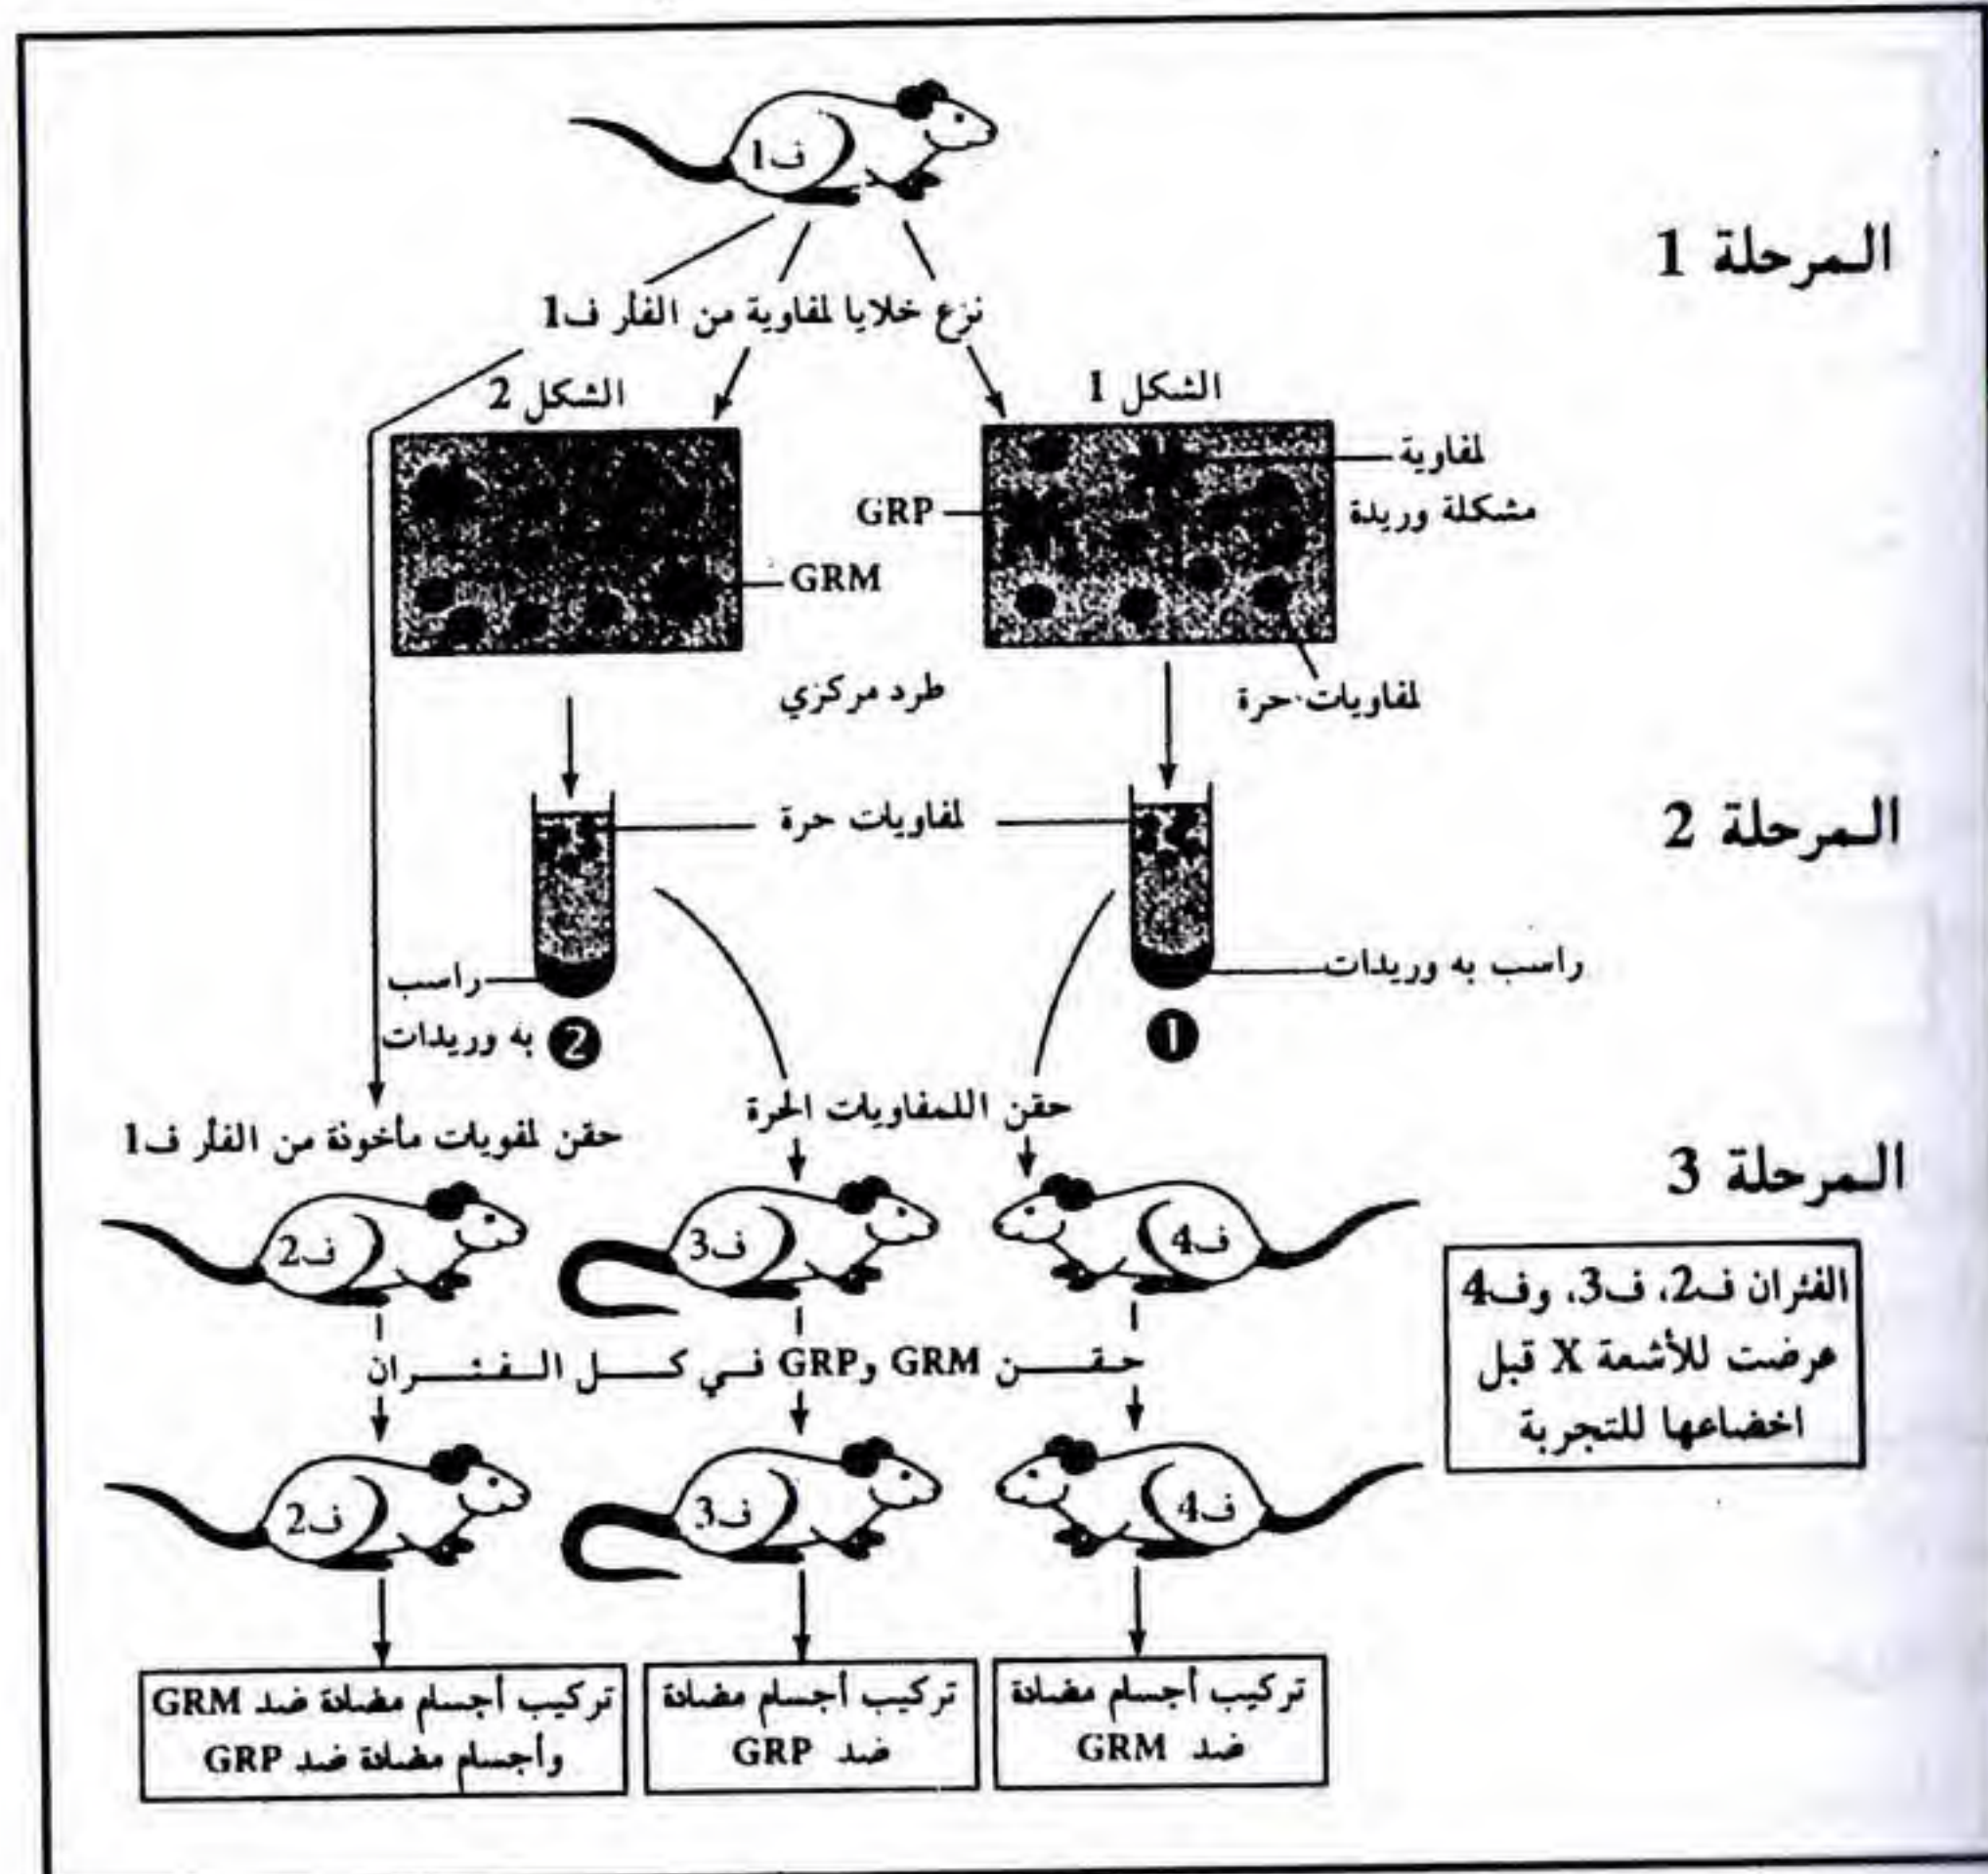 ف1
المرحلة 1
نزع خلايا لمفاوية من الفأر ف1
الشكل 1
الشكل 2
لمفاوية
مشكلة وريدة
GRP
GRM
لمفاويات حرة
طرد مركزي
المرحلة 2
لمفاويات حرة
راسب به وريدات
راسب
به وريدات
1
2
حقن اللمفاويات الحرة
حقن لمفويات مأخوذة من الفأر ف1
المرحلة 3
ف2
ف3
ف4
الفئران ف2، ف3، وف4
عرضت للأشعة X قبل
اخضاعها للتجربة
حقن GRM وGRP في كل الفئران
ف2
ف3
ف4
تركيب أجسام مضادة
ضد GRM
تركيب أجسام مضادة
ضد GRP
تركيب أجسام مضادة ضد GRM
وأجسام مضادة ضد GRP